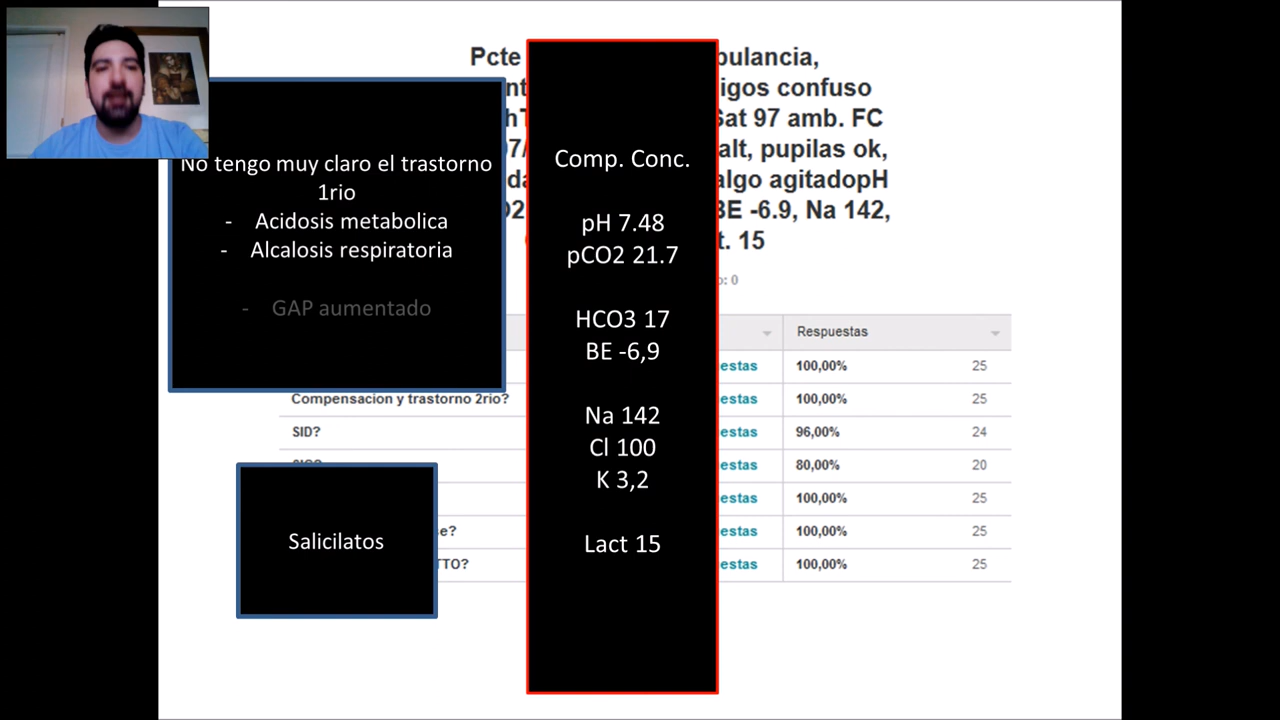 Pcte
bulancia,
igos confuso
Sat 97 amb. FC
alt, pupilas ok,
algo agitadopH
BE -6.9, Na 142,
t. 15
No tengo muy claro el trastorno
1rio
- Acidosis metabolica
- Alcalosis respiratoria
- GAP aumentado
Comp. Conc.
pH 7.48
pCO2 21.7
HCO3 17
BE -6,9
Na 142
Cl 100
K 3,2
Lact 15
Salicilatos
o: 0
Respuestas
estas 100,00% 25
Compensacion y trastorno 2rio? estas 100,00% 25
SID? estas 96,00% 24
estas 80,00% 20
estas 100,00% 25
se? estas 100,00% 25
TTO? estas 100,00% 25